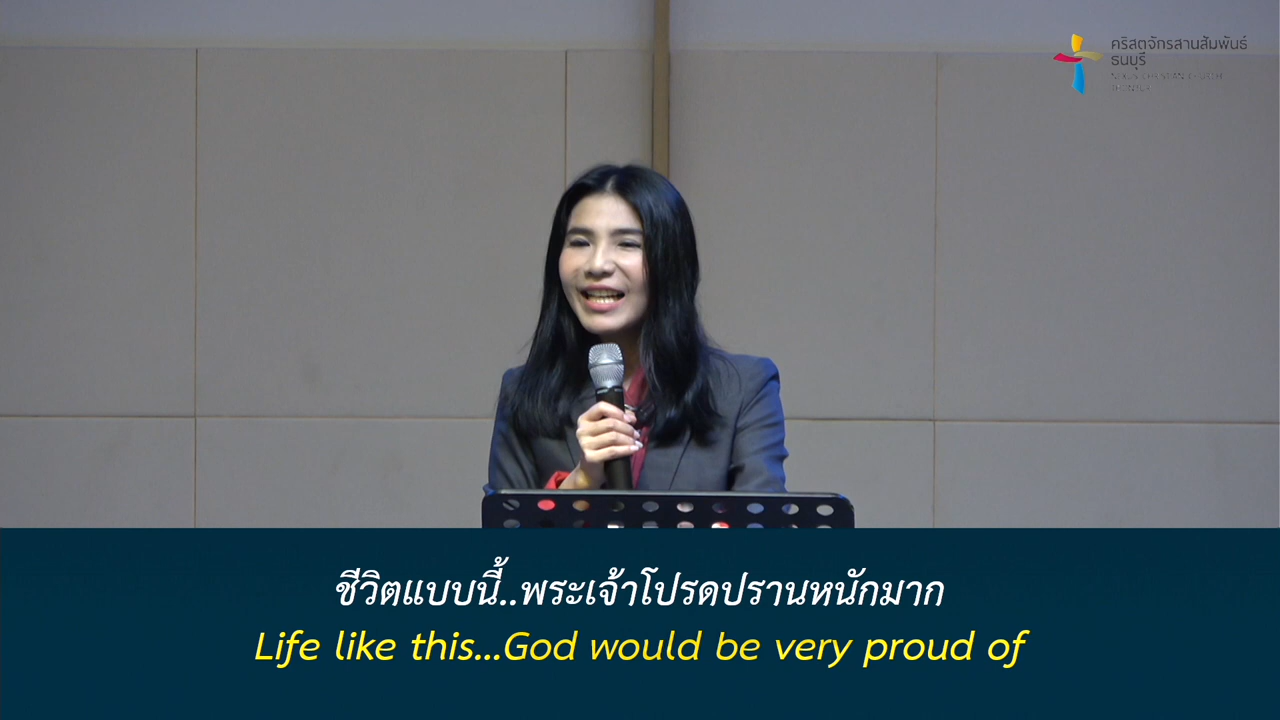 คริสตจักรสานสัมพันธ์
ธนบุรี
ชีวิตแบบนี้..พระเจ้าโปรดปรานหนักมาก
Life like this...God would be very proud of